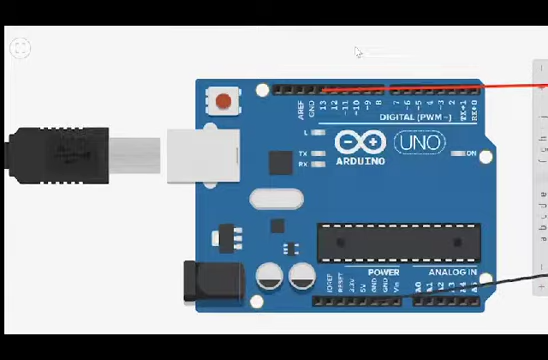 AREF
GND
13
12
~11
~10
~9
8
7
~6
~5
4
~3
2
TX→1
RX←0
DIGITAL (PWM~)
L
TX
RX
ARDUINO
UNO
ON
POWER
ANALOG IN
IOREF
RESET
3.3V
5V
GND
GND
Vin
A0
A1
A2
A3
A4
A5